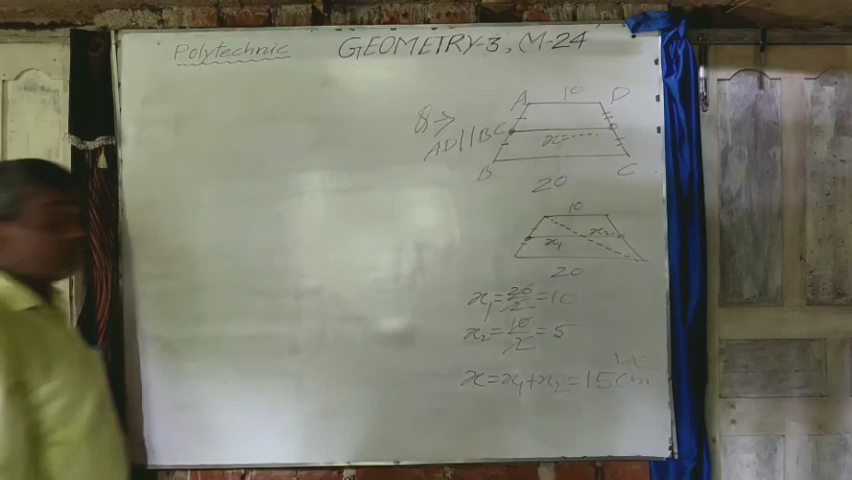 Polytechnic
GEOMETRY-3, M-24
8>
AD||BC
A 10 D
x=.....
B 20 C
10
x₁ x₂
20
x₁=20/2=10
x₂=10/2=5
x=x₁+x₂=15cm